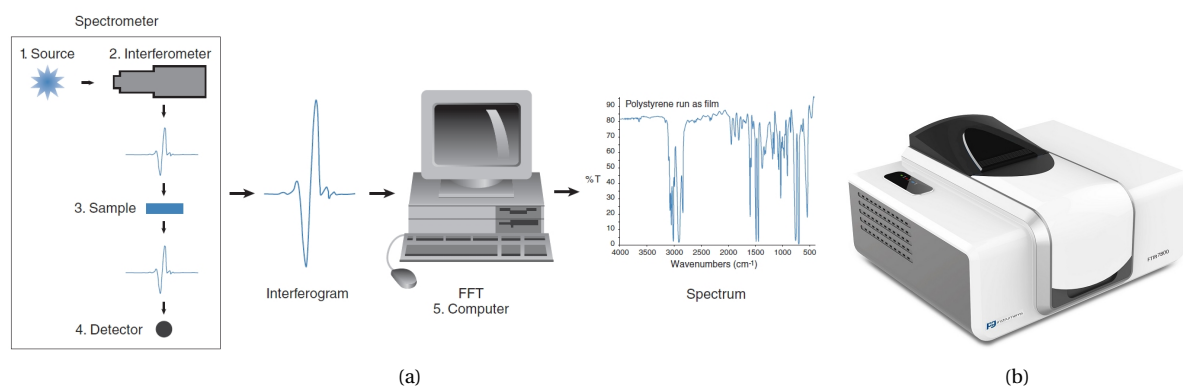 Spectrometer
1. Source
2. Interferometer
3. Sample
4. Detector
Interferogram
FFT
5. Computer
Polystyrene run as film
90
80
70
60
50
40
30
20
10
0
% T
4000 3500 3000 2500 2000 1500 1000 500
Wavenumbers (cm-1)
Spectrum
FTIR7800
instruments
(a)
(b)